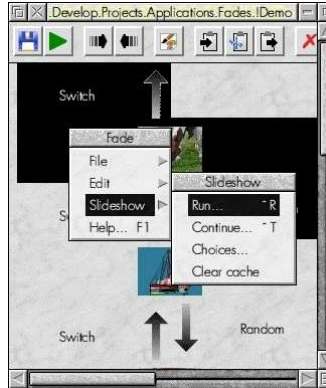 .Develop.Projects.Applications.Fades.!Demo
Switch
Fade
File
Edit
Slideshow
Help... F1
Slideshow
Run... ^R
Continue... ^T
Choices...
Clear cache
Switch
Random